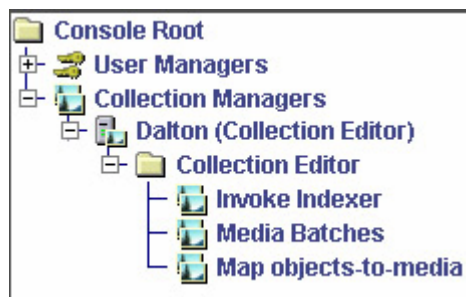 Console Root
User Managers
Collection Managers
Dalton (Collection Editor)
Collection Editor
Invoke Indexer
Media Batches
Map objects-to-media